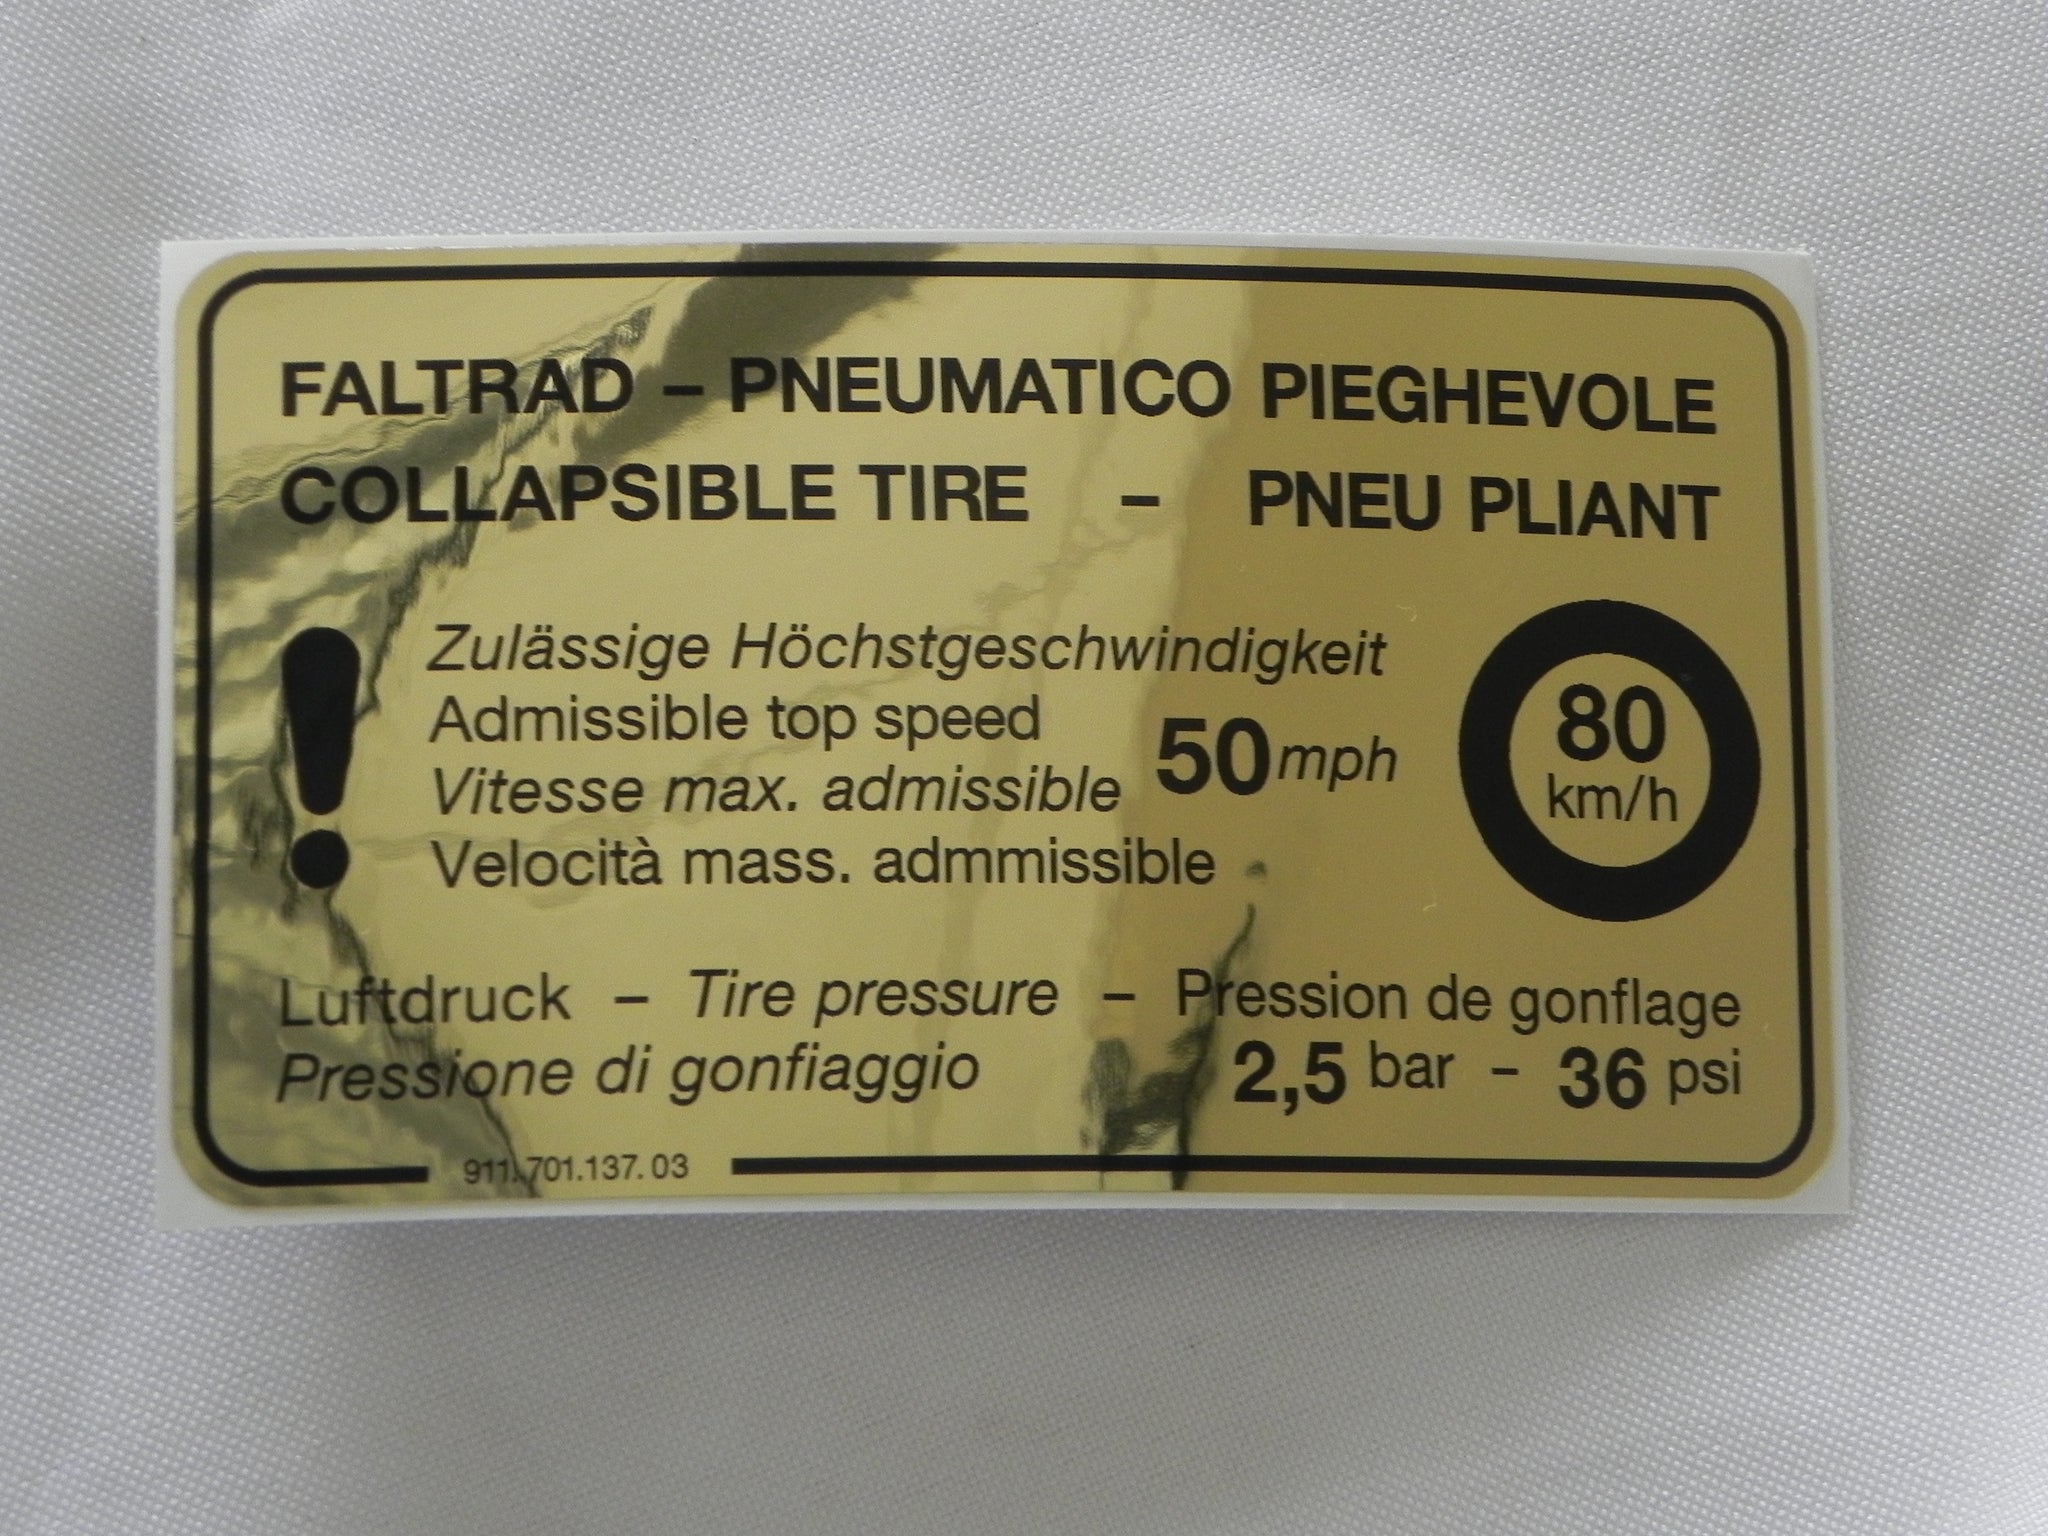 FALTRAD – PNEUMATICO PIEGHEVOLE
COLLAPSIBLE TIRE – PNEU PLIANT
! Zulässige Höchstgeschwindigkeit
Admissible top speed
Vitesse max. admissible
Velocità mass. admmissible
50 mph
80
km/h
Luftdruck – Tire pressure – Pression de gonflage
Pressione di gonfiaggio 2,5 bar – 36 psi
911.701.137.03